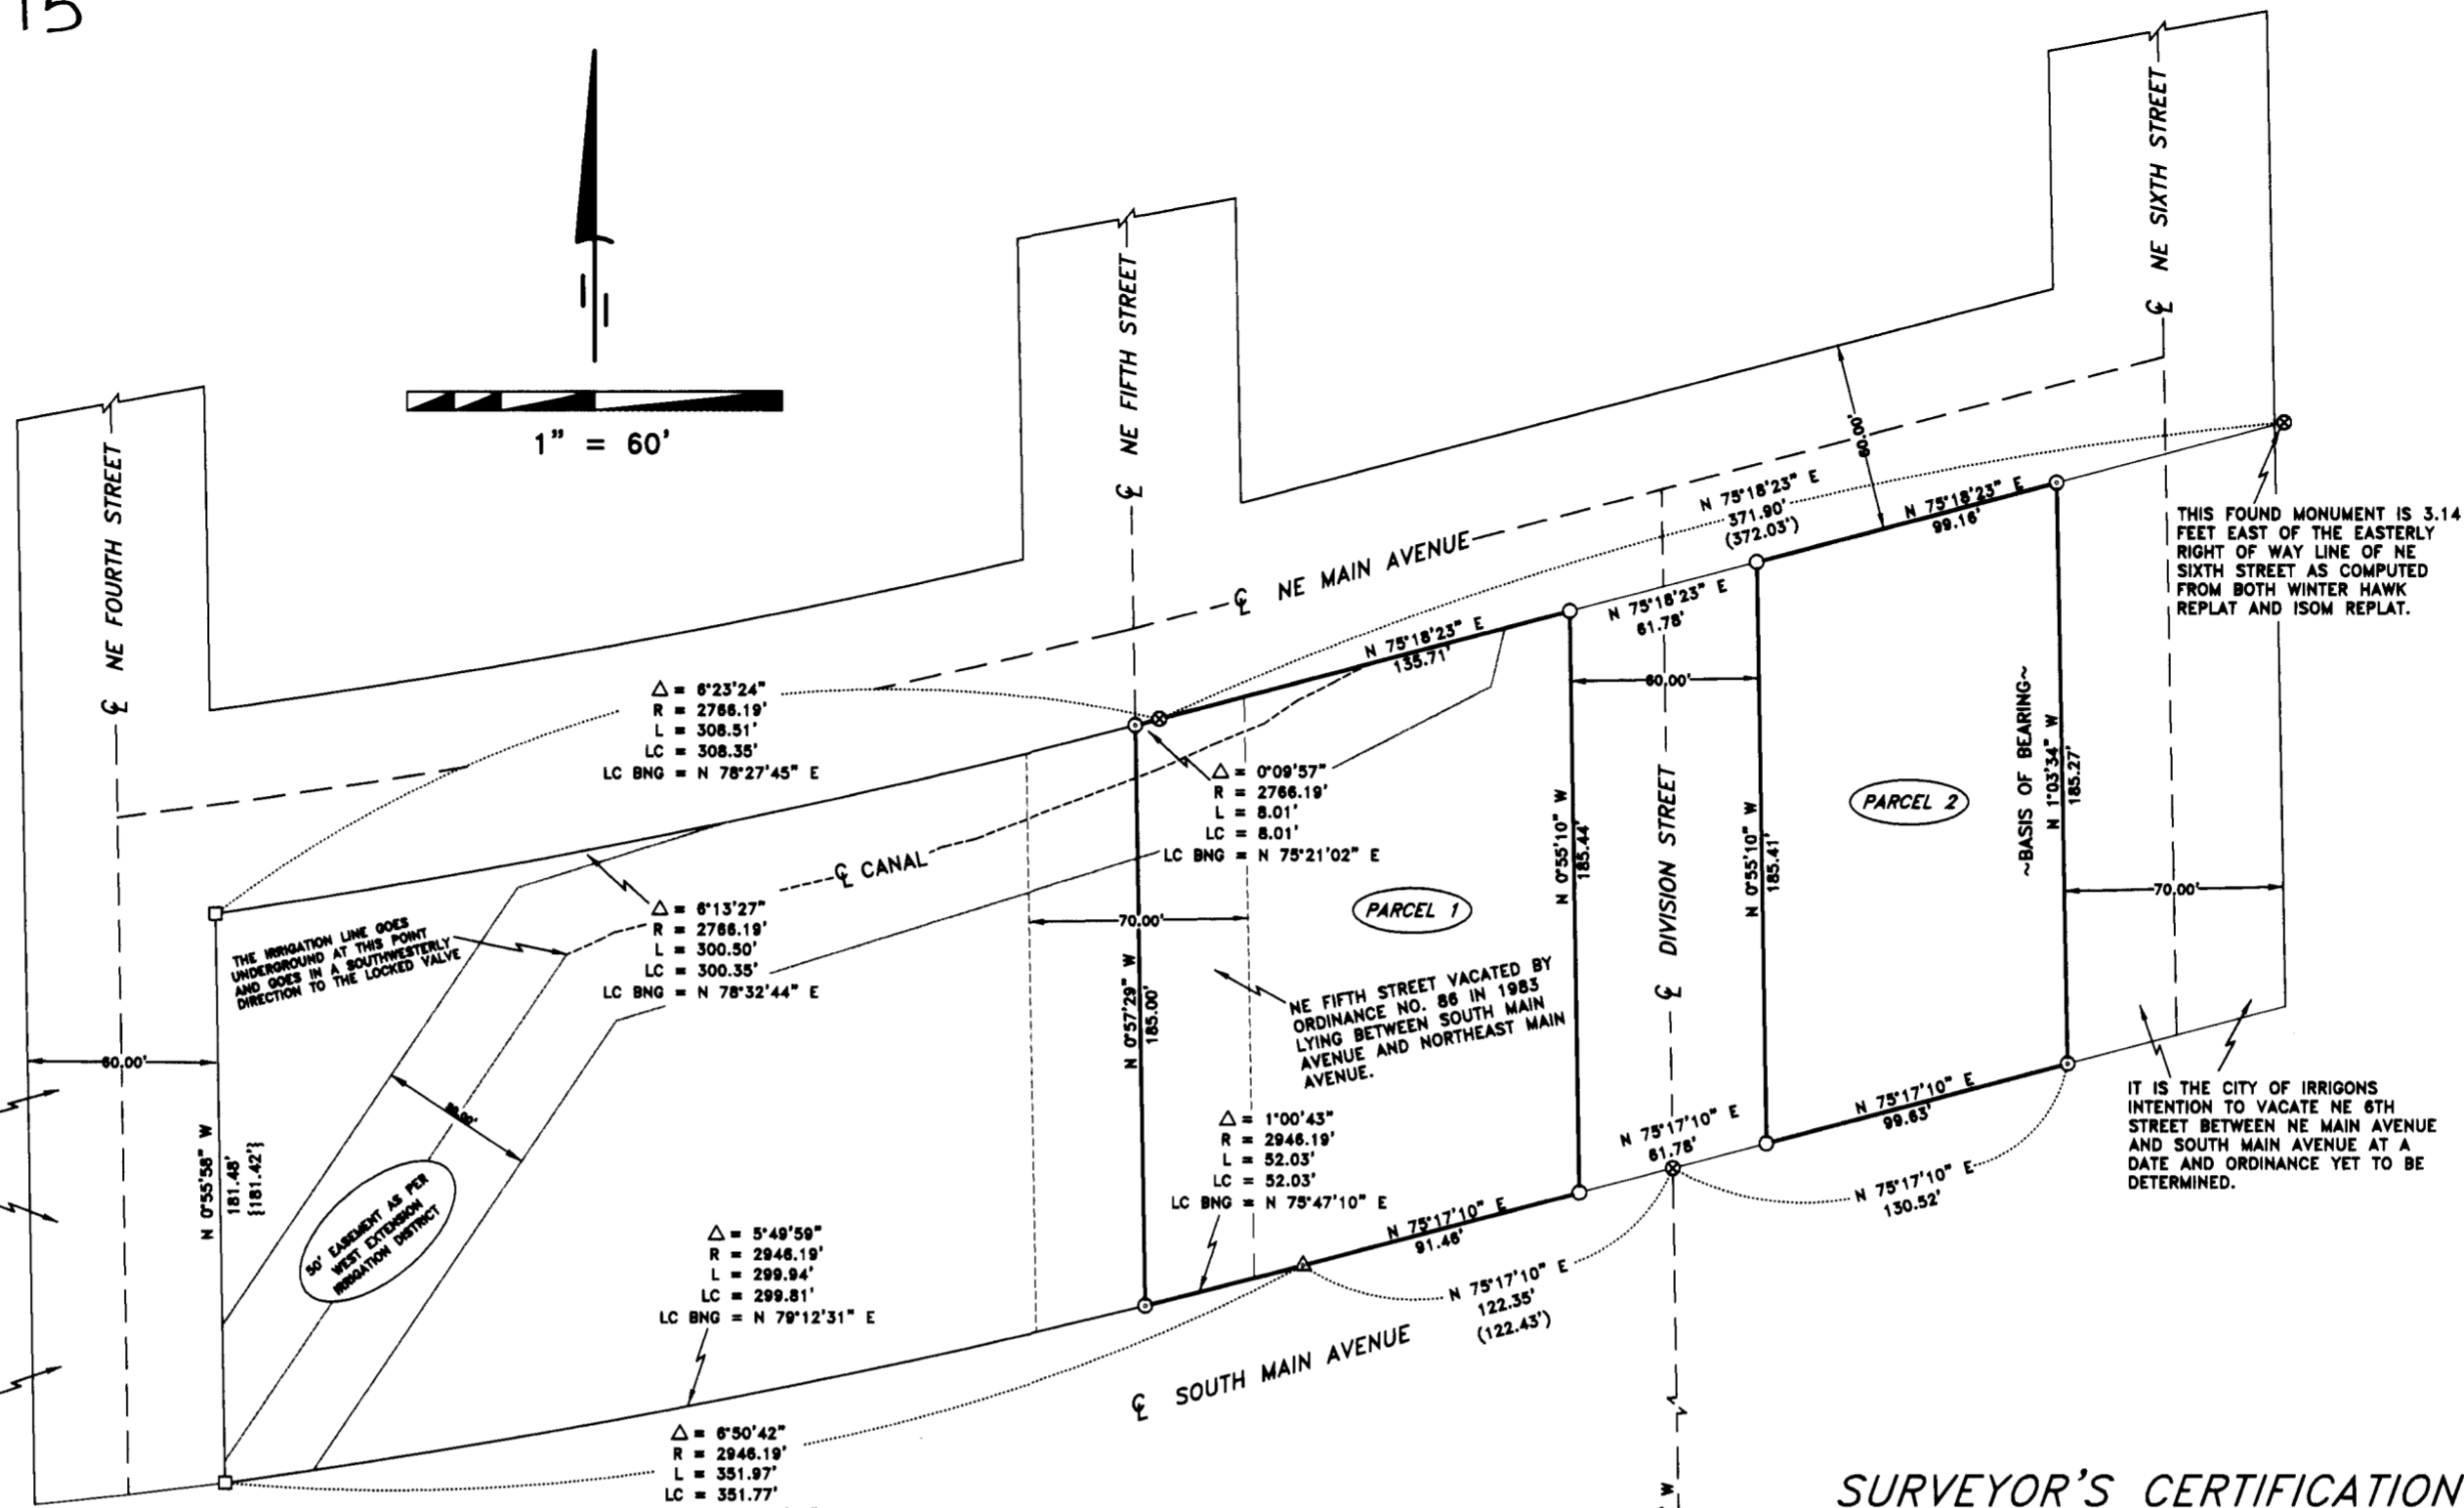 15
1" = 60'
℄ NE FOURTH STREET
℄ NE FIFTH STREET
℄ NE SIXTH STREET
℄ NE MAIN AVENUE
60.00'
N 75°18'23" E
371.90'
(372.03')
N 75°18'23" E
99.16'
THIS FOUND MONUMENT IS 3.14
FEET EAST OF THE EASTERLY
RIGHT OF WAY LINE OF NE
SIXTH STREET AS COMPUTED
FROM BOTH WINTER HAWK
REPLAT AND ISOM REPLAT.
N 75°18'23" E
61.78'
N 75°18'23" E
135.71'
60.00'
Δ = 6°23'24"
R = 2766.19'
L = 308.51'
LC = 308.35'
LC BNG = N 78°27'45" E
Δ = 0°09'57"
R = 2766.19'
L = 8.01'
LC = 8.01'
LC BNG = N 75°21'02" E
℄ CANAL
Δ = 6°13'27"
R = 2766.19'
L = 300.50'
LC = 300.35'
LC BNG = N 78°32'44" E
THE IRRIGATION LINE GOES
UNDERGROUND AT THIS POINT
AND GOES IN A SOUTHWESTERLY
DIRECTION TO THE LOCKED VALVE
70.00'
PARCEL 1
N 0°55'10" W
185.44'
℄ DIVISION STREET
N 0°55'10" W
185.41'
PARCEL 2
~BASIS OF BEARING~
N 1°03'34" W
185.27'
70.00'
N 0°57'29" W
185.00'
NE FIFTH STREET VACATED BY
ORDINANCE NO. 86 IN 1983
LYING BETWEEN SOUTH MAIN
AVENUE AND NORTHEAST MAIN
AVENUE.
60.00'
N 0°55'58" W
181.48'
{181.42'}
50' EASEMENT AS PER
WEST EXTENSION
IRRIGATION DISTRICT
Δ = 1°00'43"
R = 2946.19'
L = 52.03'
LC = 52.03'
LC BNG = N 75°47'10" E
N 75°17'10" E
91.46'
N 75°17'10" E
61.78'
N 75°17'10" E
99.63'
IT IS THE CITY OF IRRIGONS
INTENTION TO VACATE NE 6TH
STREET BETWEEN NE MAIN AVENUE
AND SOUTH MAIN AVENUE AT A
DATE AND ORDINANCE YET TO BE
DETERMINED.
N 75°17'10" E
130.52'
N 75°17'10" E
122.35'
(122.43')
Δ = 5°49'59"
R = 2946.19'
L = 299.94'
LC = 299.81'
LC BNG = N 79°12'31" E
℄ SOUTH MAIN AVENUE
Δ = 6°50'42"
R = 2946.19'
L = 351.97'
LC = 351.77'
W
SURVEYOR'S CERTIFICATION